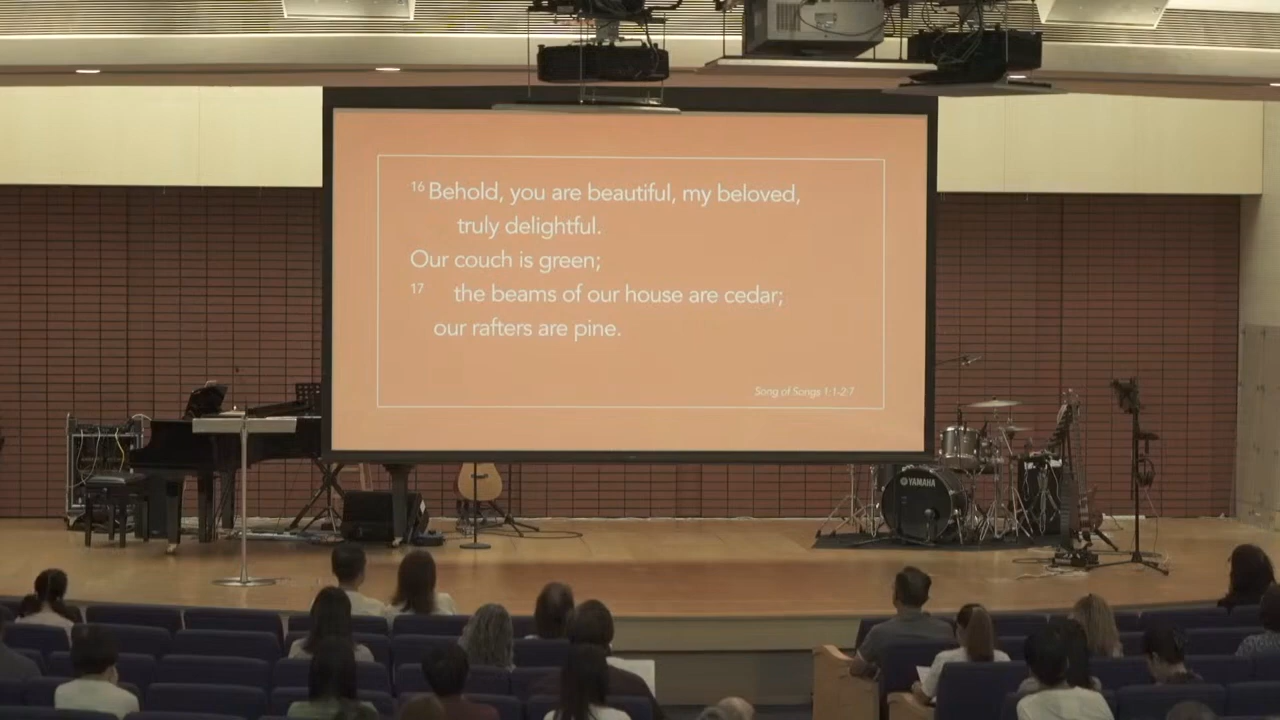 16 Behold, you are beautiful, my beloved,
truly delightful.
Our couch is green;
17 the beams of our house are cedar;
our rafters are pine.
Song of Songs 1:1-2:7
YAMAHA